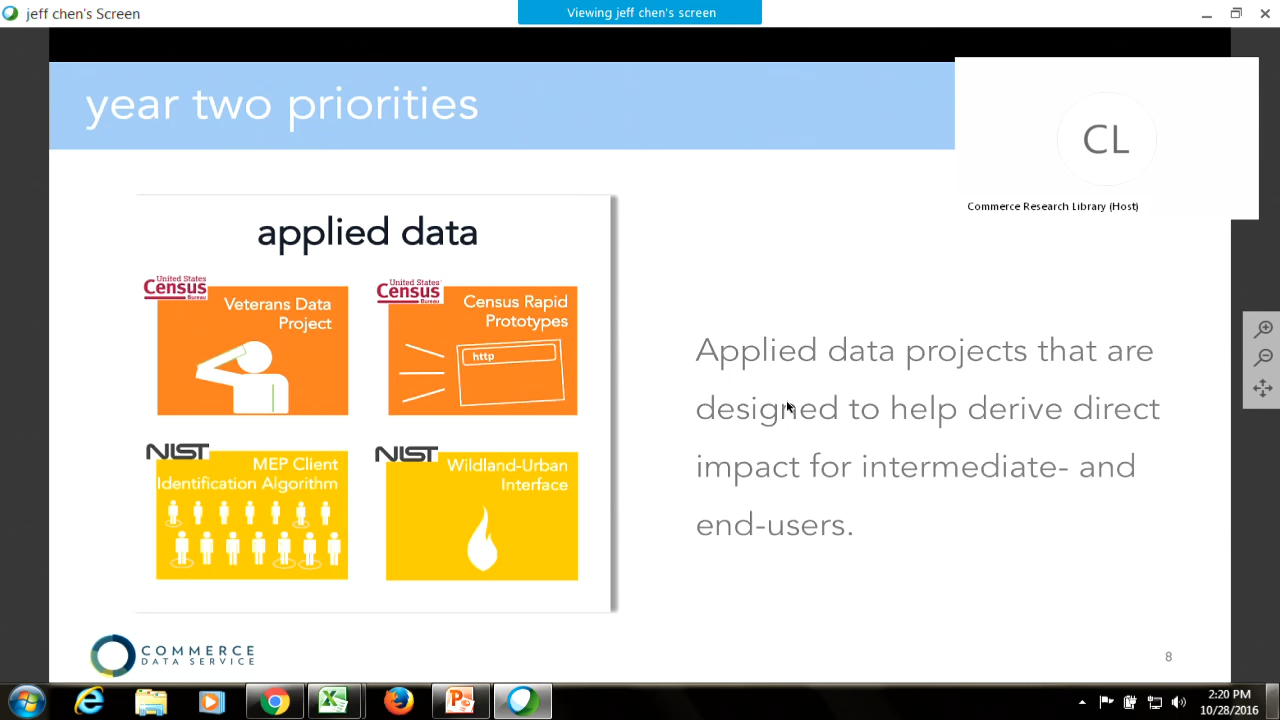 jeff chen's Screen
Viewing jeff chen's screen
year two priorities
CL
Commerce Research Library (Host)
applied data
United States
Census
Bureau
Veterans Data
Project
United States
Census
Bureau
Census Rapid
Prototypes
http
NIST
MEP Client
Identification Algorithm
NIST
Wildland-Urban
Interface
Applied data projects that are
designed to help derive direct
impact for intermediate- and
end-users.
COMMERCE
DATA SERVICE
8
2:20 PM
10/28/2016